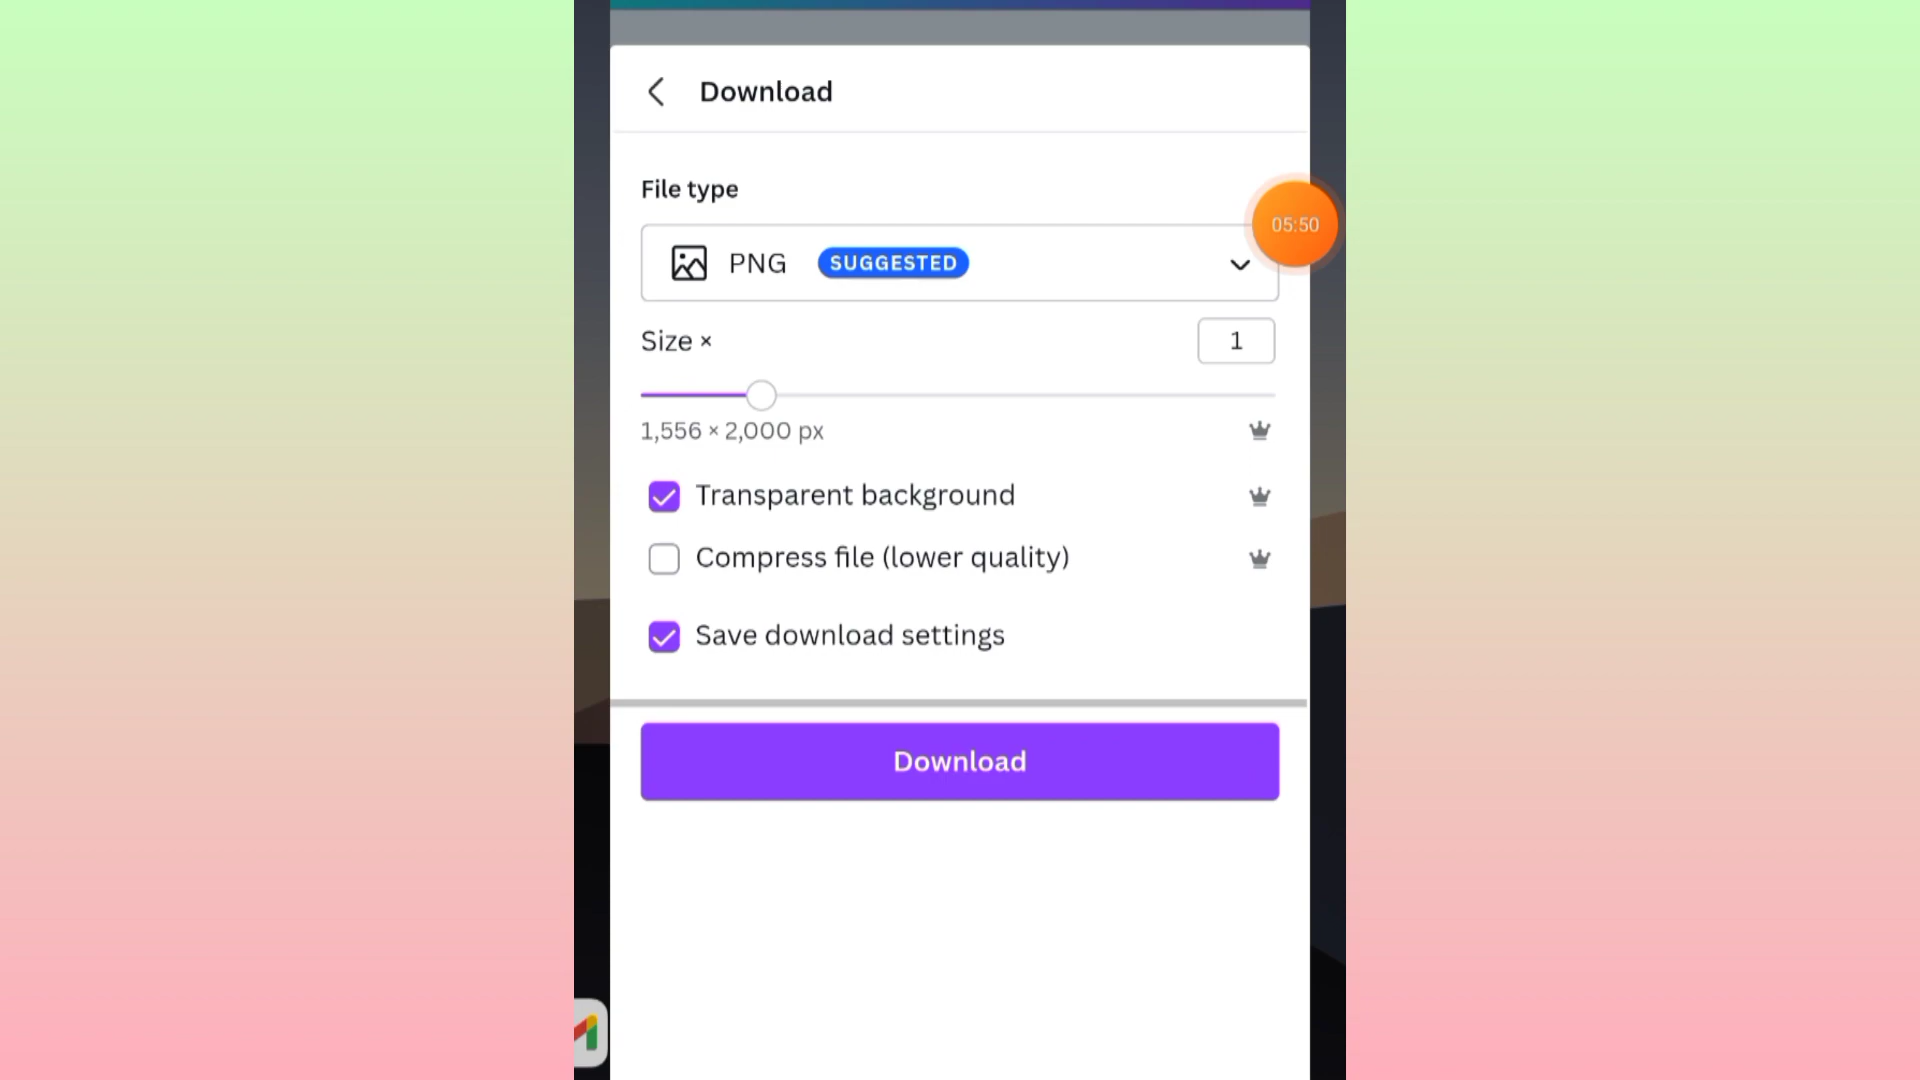 Download
File type
05:50
PNG SUGGESTED
Size × 1
1,556 × 2,000 px
Transparent background
Compress file (lower quality)
Save download settings
Download